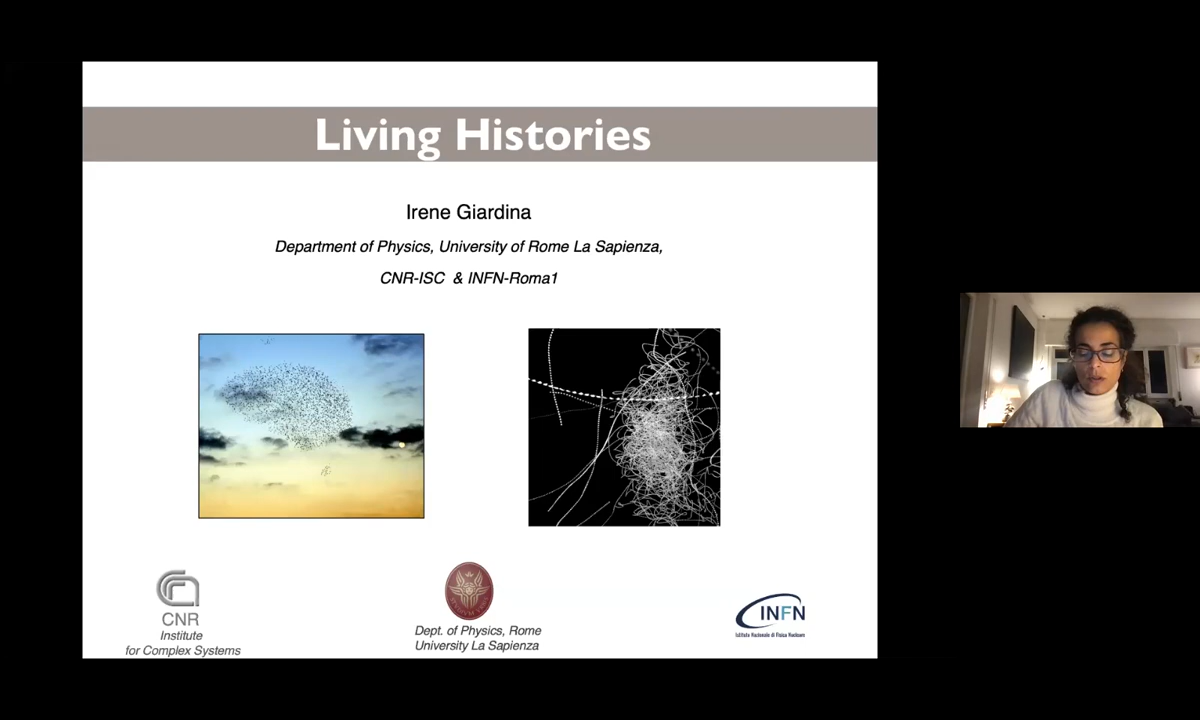 Living Histories
Irene Giardina
Department of Physics, University of Rome La Sapienza,
CNR-ISC & INFN-Roma1
CNR
Institute
for Complex Systems
Dept. of Physics, Rome
University La Sapienza
INFN
Istituto Nazionale di Fisica Nucleare